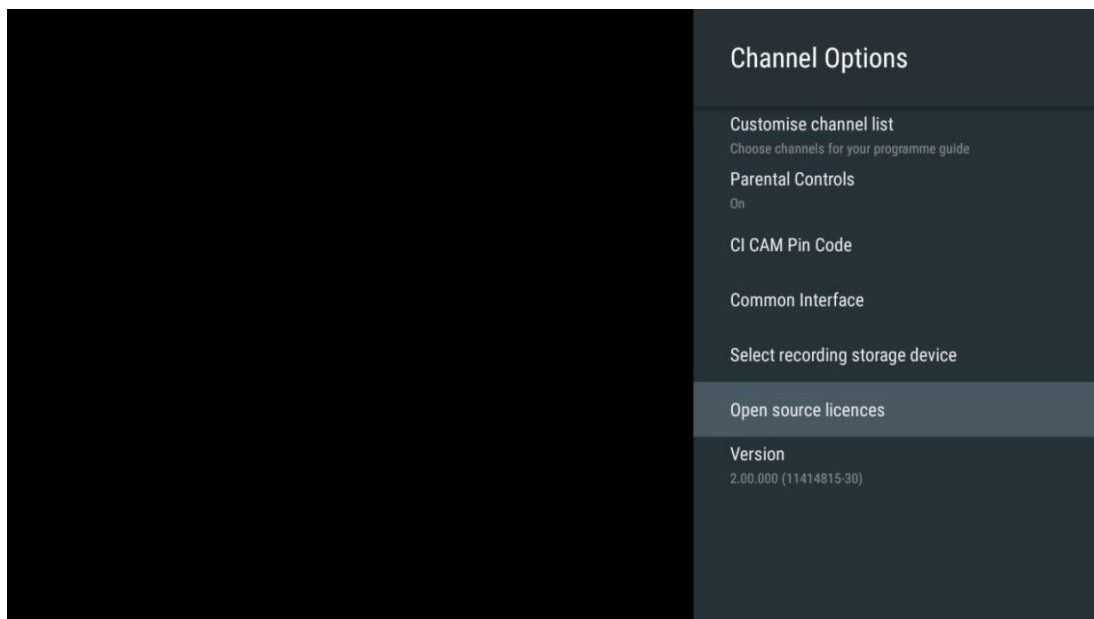 Channel Options
Customise channel list
Choose channels for your programme guide
Parental Controls
On
CI CAM Pin Code
Common Interface
Select recording storage device
Open source licences
Version
2.00.000 (11414815-30)